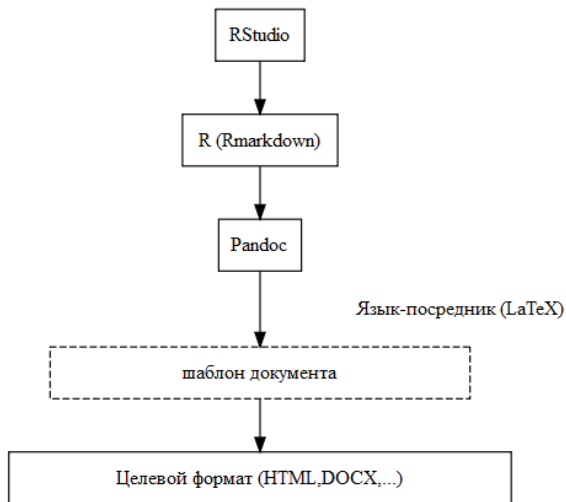 RStudio
R (Rmarkdown)
Pandoc
Язык-посредник (LaTeX)
шаблон документа
Целевой формат (HTML,DOCX,...)